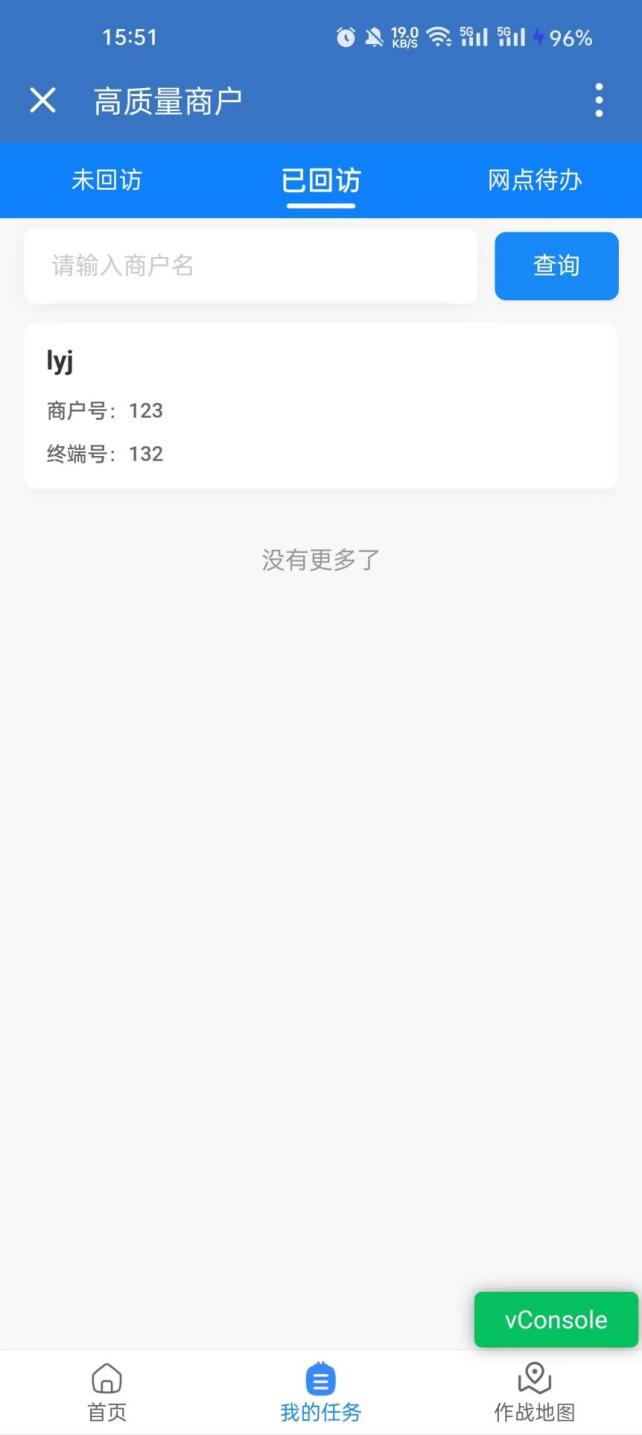 15:51 19.0 KB/S 5G 5G 96%
高质量商户
未回访 已回访 网点待办
请输入商户名 查询
lyj
商户号：123
终端号：132
没有更多了
vConsole
首页 我的任务 作战地图